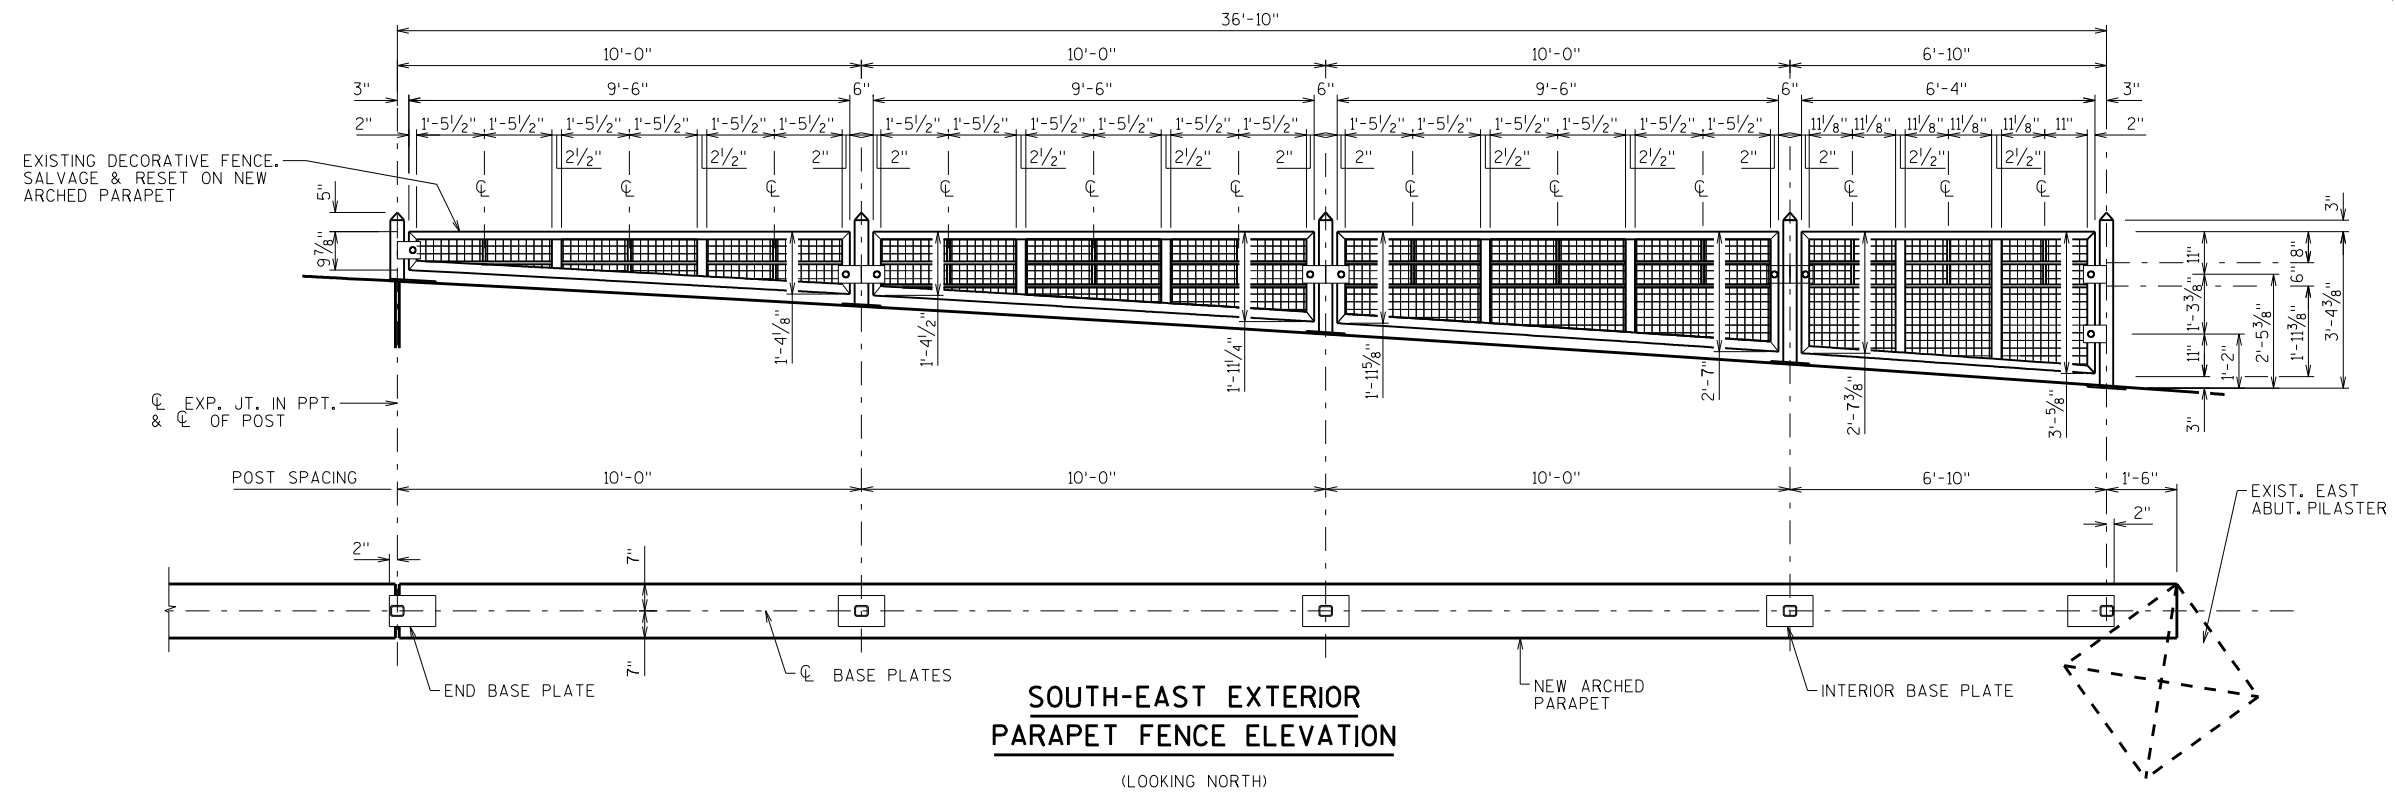 36'-10"
10'-0" 10'-0" 10'-0" 6'-10"
3" 9'-6" 6" 9'-6" 6" 9'-6" 6" 6'-4" 3"
2" 1'-5½" 1'-5½" 1'-5½" 1'-5½" 1'-5½" 1'-5½" 1'-5½" 1'-5½" 1'-5½" 1'-5½" 1'-5½" 1'-5½" 1'-5½" 1'-5½" 1'-5½" 1'-5½" 1'-5½" 1'-5½" 11⅛" 11⅛" 11⅛" 11⅛" 11⅛" 11" 2"
2½" 2½" 2" 2" 2½" 2½" 2" 2" 2½" 2½" 2" 2" 2½" 2½"
EXISTING DECORATIVE FENCE.
SALVAGE & RESET ON NEW
ARCHED PARAPET
℄ ℄ ℄ ℄ ℄ ℄ ℄ ℄ ℄ ℄ ℄ ℄
5"
9⅞"
1'-4⅛"
1'-4½"
1'-11¼"
1'-11⅝"
2'-7"
2'-7⅜"
3'-⅝"
3"
11"
1'-3⅜"
11"
3"
1'-2"
2'-5⅜"
8"
6"
1'-11⅜"
3'-4⅜"
℄ EXP. JT. IN PPT.
& ℄ OF POST
POST SPACING 10'-0" 10'-0" 10'-0" 6'-10" 1'-6"
EXIST. EAST
ABUT. PILASTER
2" 7" 2"
7"
END BASE PLATE
℄ BASE PLATES
NEW ARCHED
PARAPET
INTERIOR BASE PLATE
SOUTH-EAST EXTERIOR
PARAPET FENCE ELEVATION
(LOOKING NORTH)